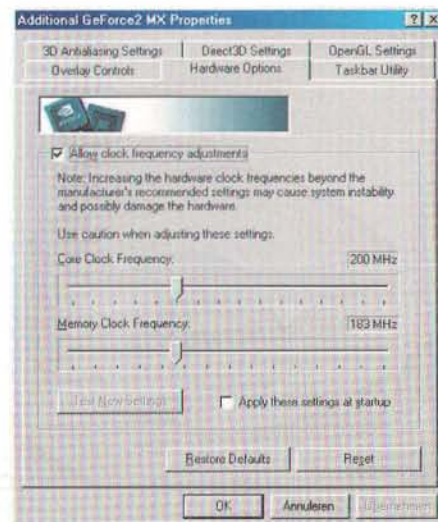 Additional GeForce2 MX Properties
3D Antialiasing Settings
Direct3D Settings
OpenGL Settings
Overlay Controls
Hardware Options
Taskbar Utility
Allow clock frequency adjustments
Note: Increasing the hardware clock frequencies beyond the
manufacturer's recommended settings may cause system instability
and possibly damage the hardware.
Use caution when adjusting these settings.
Core Clock Frequency:
200 MHz
Memory Clock Frequency:
183 MHz
Test New Settings
Apply these settings at startup
Restore Defaults
Reset
OK
Annuleren
Übernehmen